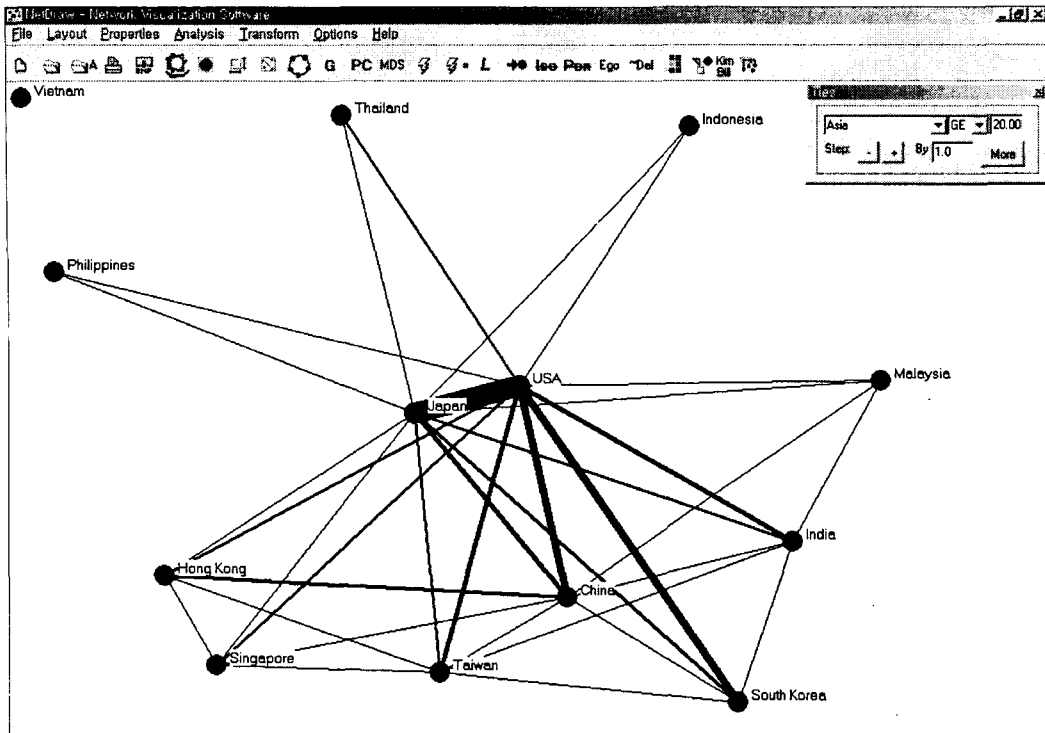 NetDraw - Network Visualization Software
File Layout Properties Analysis Transform Options Help
A G PC MDS L Iso Pen Ego ~Del Kim Bill
Vietnam
Thailand
Indonesia
Asia GE 20.00
Step: - + By 1.0 More
Philippines
USA
Malaysia
Japan
India
Hong Kong
China
Singapore
Taiwan
South Korea